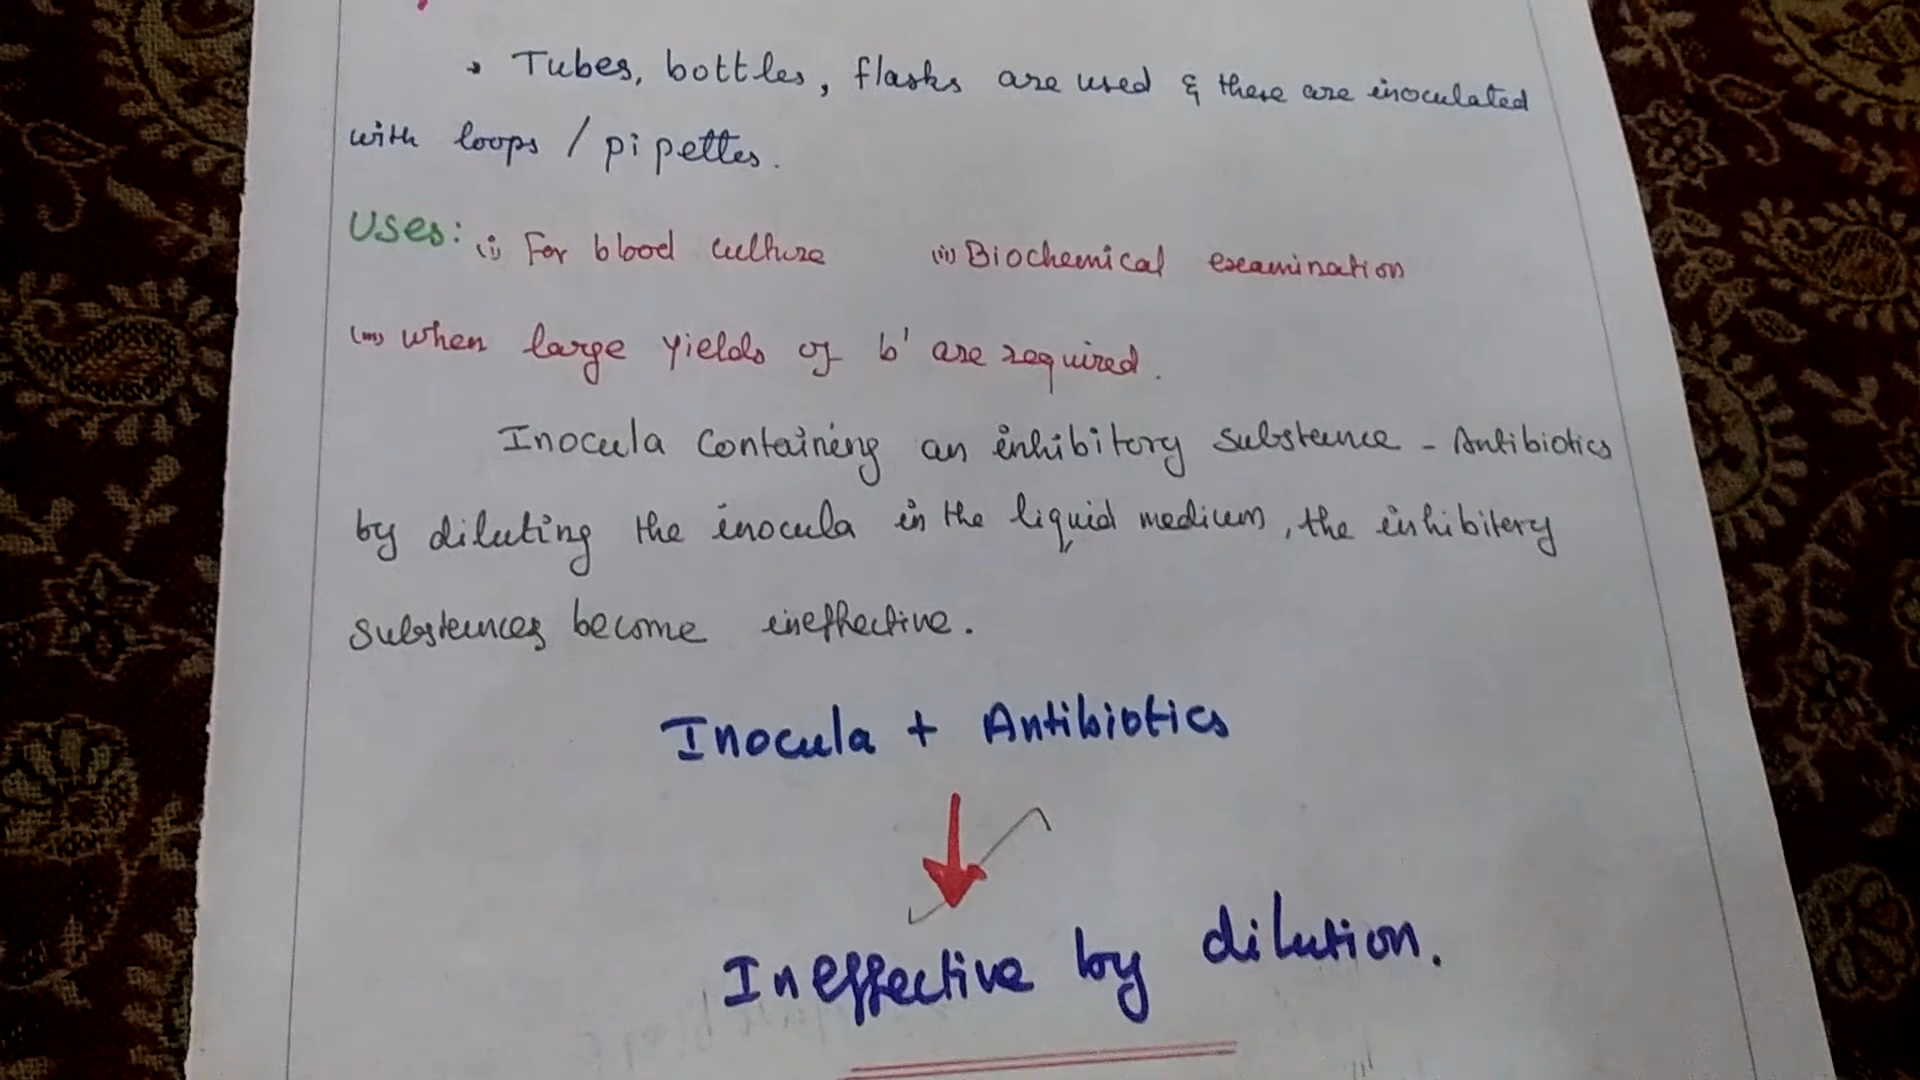 → Tubes, bottles, flasks are used & these are inoculated
with loops / pipettes.
Uses: (i) For blood culture (ii) Biochemical examination
(iii) when large yields of b' are required.
Inocula containing an inhibitory substance - Antibiotics
by diluting the inocula in the liquid medium, the inhibitory
substances become ineffective.
Inocula + Antibiotics
Ineffective by dilution.